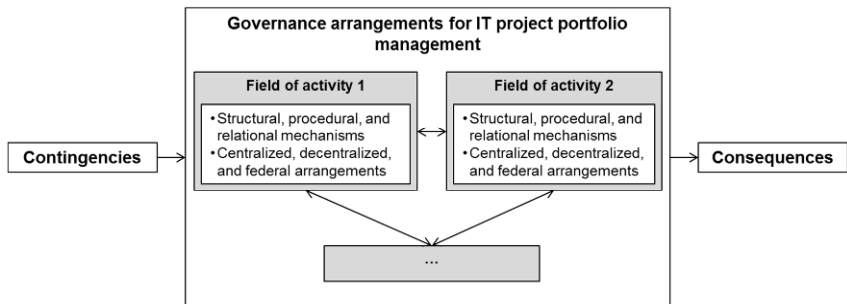 Governance arrangements for IT project portfolio
management
Field of activity 1
• Structural, procedural, and
relational mechanisms
• Centralized, decentralized,
and federal arrangements
Field of activity 2
• Structural, procedural, and
relational mechanisms
• Centralized, decentralized,
and federal arrangements
Contingencies
Consequences
...